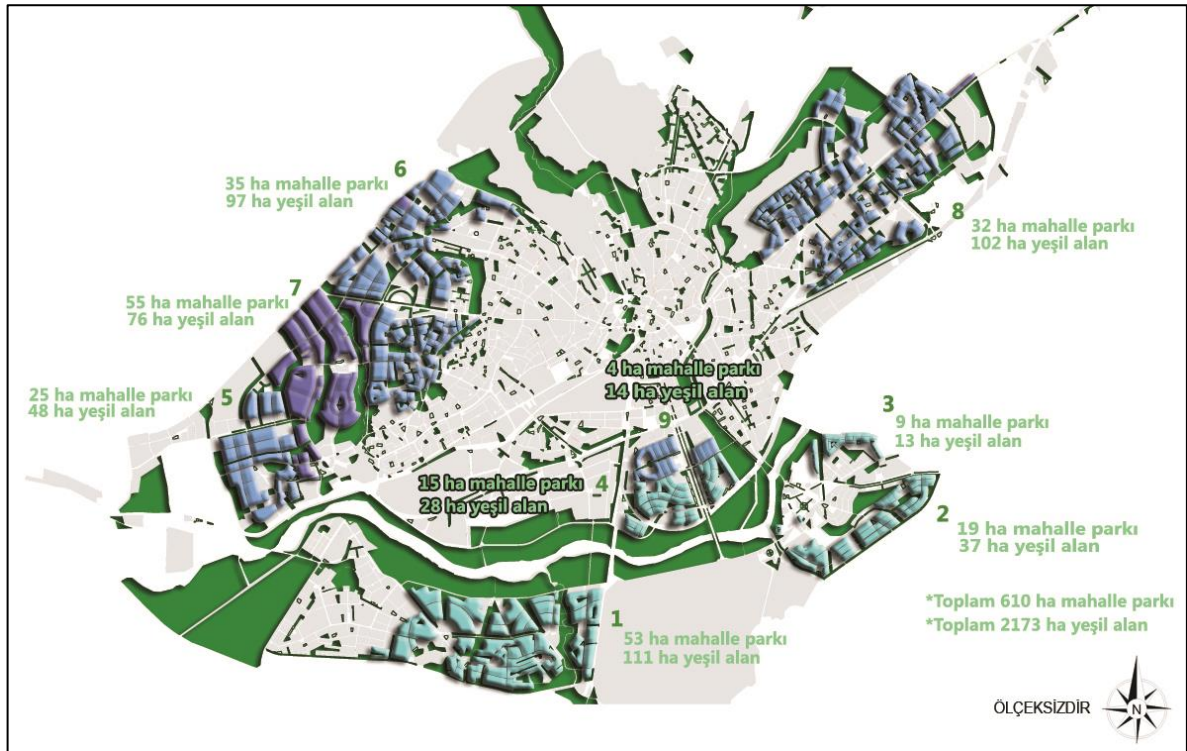 6
35 ha mahalle parkı
97 ha yeşil alan
8
32 ha mahalle parkı
102 ha yeşil alan
7
55 ha mahalle parkı
76 ha yeşil alan
5
25 ha mahalle parkı
48 ha yeşil alan
4 ha mahalle parkı
14 ha yeşil alan
9
3
9 ha mahalle parkı
13 ha yeşil alan
15 ha mahalle parkı
28 ha yeşil alan
4
2
19 ha mahalle parkı
37 ha yeşil alan
*Toplam 610 ha mahalle parkı
*Toplam 2173 ha yeşil alan
1
53 ha mahalle parkı
111 ha yeşil alan
ÖLÇEKSİZDİR
N